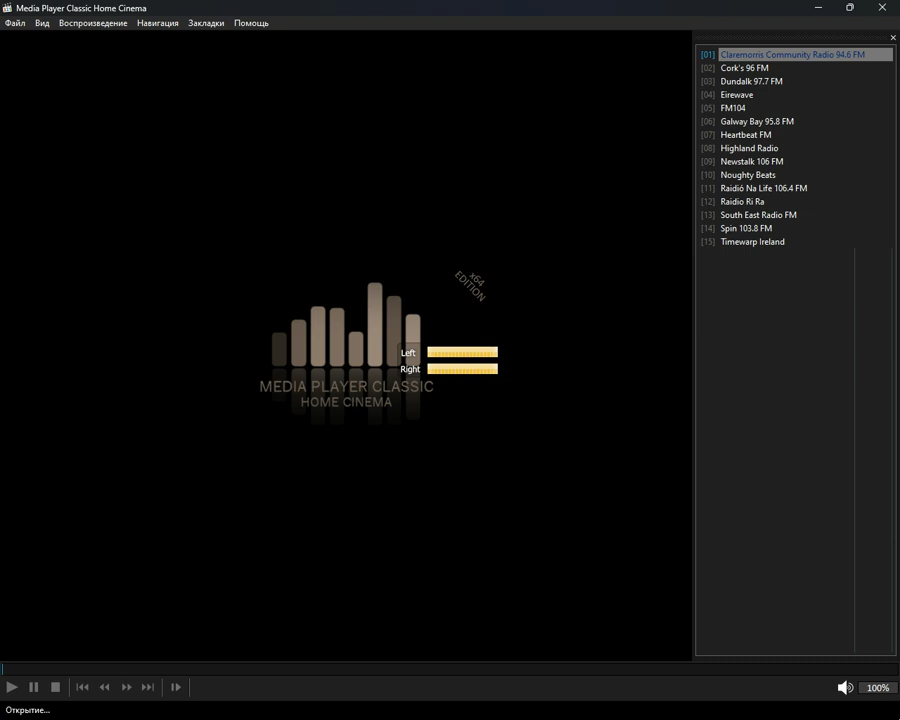 Media Player Classic Home Cinema
Файл Вид Воспроизведение Навигация Закладки Помощь
[01] Claremorris Community Radio 94.6 FM
[02] Cork's 96 FM
[03] Dundalk 97.7 FM
[04] Eirewave
[05] FM104
[06] Galway Bay 95.8 FM
[07] Heartbeat FM
[08] Highland Radio
[09] Newstalk 106 FM
[10] Noughty Beats
[11] Raidió Na Life 106.4 FM
[12] Raidio Ri Ra
[13] South East Radio FM
[14] Spin 103.8 FM
[15] Timewarp Ireland
x64
EDITION
Left
Right
MEDIA PLAYER CLASSIC
HOME CINEMA
100%
Открытие...